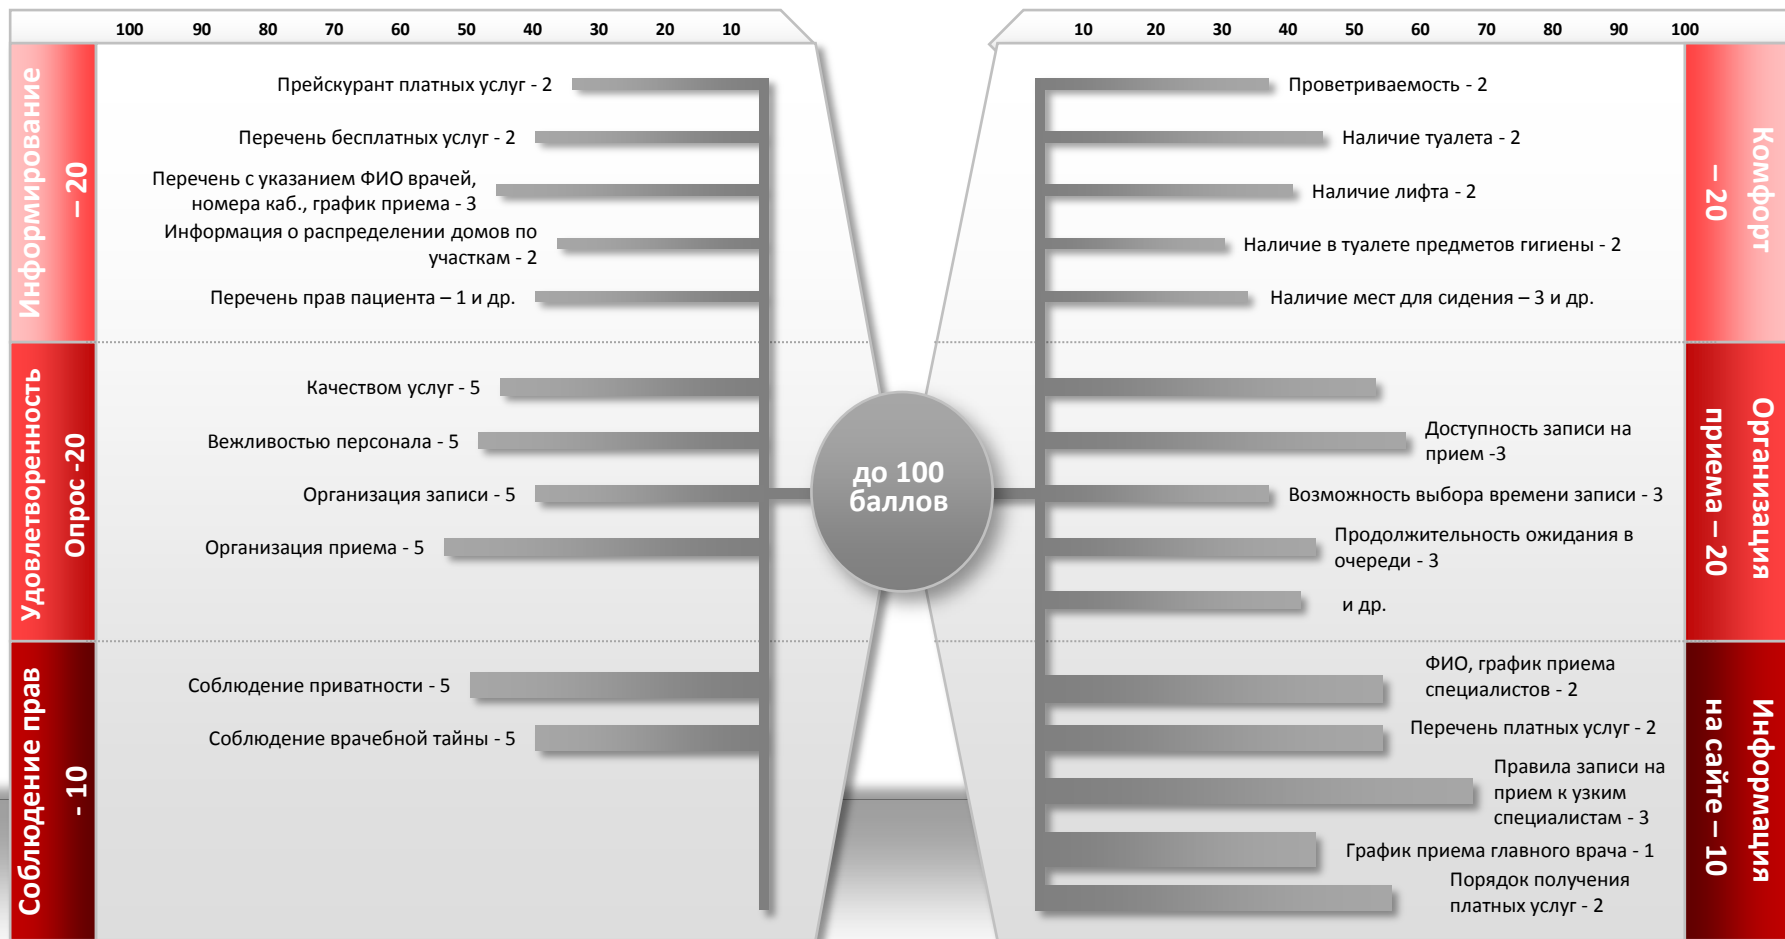 100 90 80 70 60 50 40 30 20 10
10 20 30 40 50 60 70 80 90 100
Информирование
– 20
Прейскурант платных услуг - 2
Перечень бесплатных услуг - 2
Перечень с указанием ФИО врачей,
номера каб., график приема - 3
Информация о распределении домов по
участкам - 2
Перечень прав пациента – 1 и др.
Удовлетворенность
Опрос -20
Качеством услуг - 5
Вежливостью персонала - 5
Организация записи - 5
Организация приема - 5
Соблюдение прав
- 10
Соблюдение приватности - 5
Соблюдение врачебной тайны - 5
до 100
баллов
Проветриваемость - 2
Наличие туалета - 2
Наличие лифта - 2
Наличие в туалете предметов гигиены - 2
Наличие мест для сидения – 3 и др.
Комфорт
– 20
Доступность записи на
прием -3
Возможность выбора времени записи - 3
Продолжительность ожидания в
очереди - 3
и др.
Организация
приема – 20
ФИО, график приема
специалистов - 2
Перечень платных услуг - 2
Правила записи на
прием к узким
специалистам - 3
График приема главного врача - 1
Порядок получения
платных услуг - 2
Информация
на сайте – 10